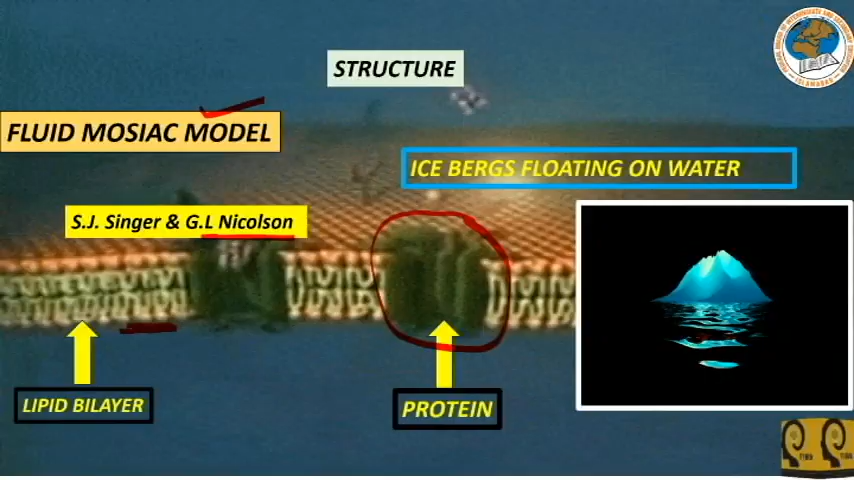 STRUCTURE
FLUID MOSIAC MODEL
ICE BERGS FLOATING ON WATER
S.J. Singer & G.L Nicolson
LIPID BILAYER
PROTEIN